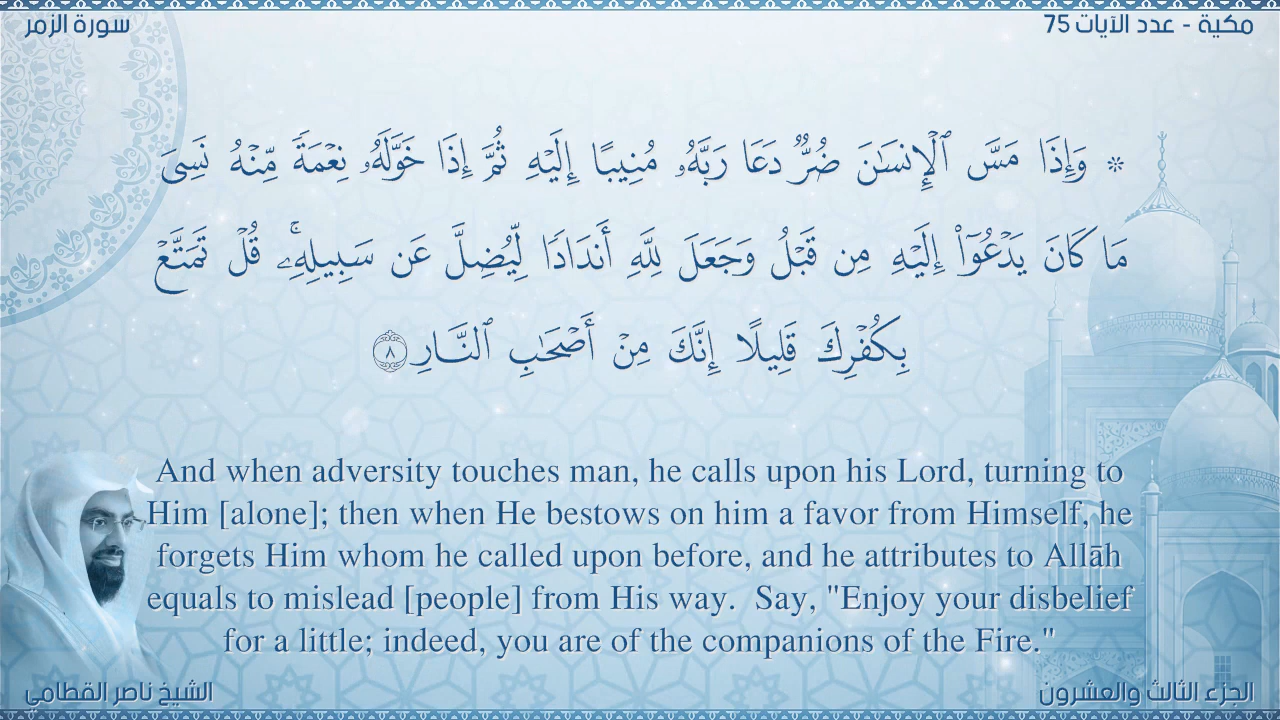 مكية - عدد الآيات 75
سورة الزمر
۞ وَإِذَا مَسَّ ٱلْإِنسَـٰنَ ضُرٌّ دَعَا رَبَّهُۥ مُنِيبًا إِلَيْهِ ثُمَّ إِذَا خَوَّلَهُۥ نِعْمَةً مِّنْهُ نَسِىَ
مَا كَانَ يَدْعُوٓا۟ إِلَيْهِ مِن قَبْلُ وَجَعَلَ لِلَّهِ أَندَادًا لِّيُضِلَّ عَن سَبِيلِهِۦ ۚ قُلْ تَمَتَّعْ
بِكُفْرِكَ قَلِيلًا إِنَّكَ مِنْ أَصْحَـٰبِ ٱلنَّارِ ٨
And when adversity touches man, he calls upon his Lord, turning to
Him [alone]; then when He bestows on him a favor from Himself, he
forgets Him whom he called upon before, and he attributes to Allāh
equals to mislead [people] from His way.  Say, "Enjoy your disbelief
for a little; indeed, you are of the companions of the Fire."
الجزء الثالث والعشرون
الشيخ ناصر القطامي